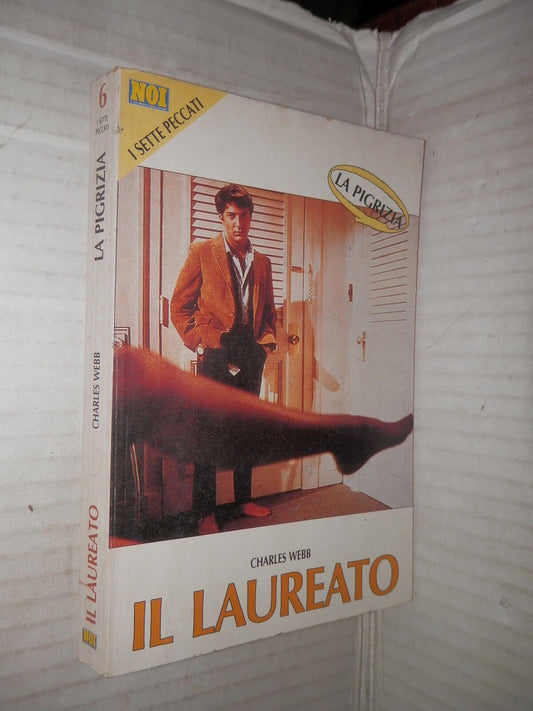 6
I SETTE
PECCATI
LA PIGRIZIA
CHARLES WEBB
IL LAUREATO
NOI
NOI
I SETTE PECCATI
LA PIGRIZIA
CHARLES WEBB
IL LAUREATO